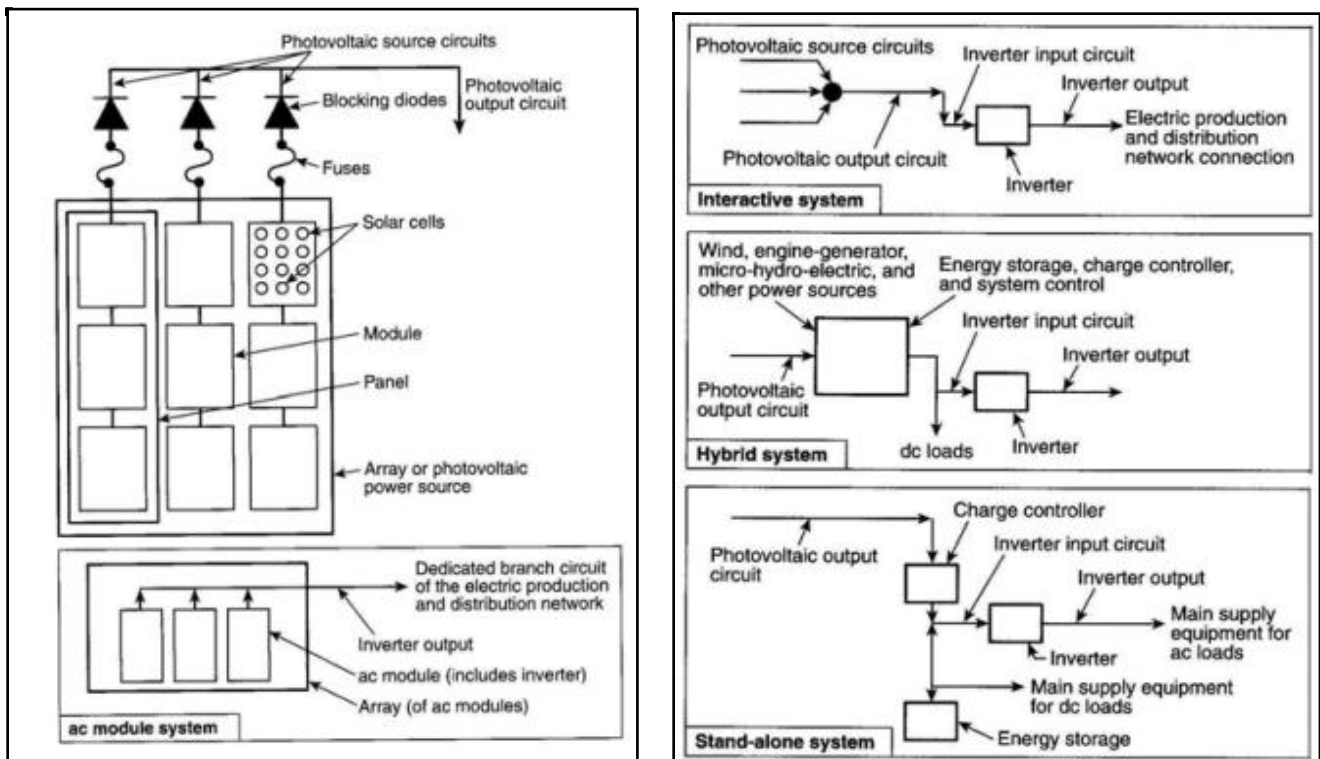 Photovoltaic source circuits
Photovoltaic
output circuit
Blocking diodes
Fuses
Solar cells
Module
Panel
Array or photovoltaic
power source
Dedicated branch circuit
of the electric production
and distribution network
Inverter output
ac module (includes inverter)
Array (of ac modules)
ac module system
Photovoltaic source circuits
Inverter input circuit
Inverter output
Electric production
and distribution
network connection
Photovoltaic output circuit
Inverter
Interactive system
Wind, engine-generator,
micro-hydro-electric, and
other power sources
Energy storage, charge controller,
and system control
Inverter input circuit
Inverter output
Photovoltaic
output circuit
dc loads
Inverter
Hybrid system
Charge controller
Photovoltaic output
circuit
Inverter input circuit
Inverter output
Main supply
equipment for
ac loads
Inverter
Main supply equipment
for dc loads
Energy storage
Stand-alone system